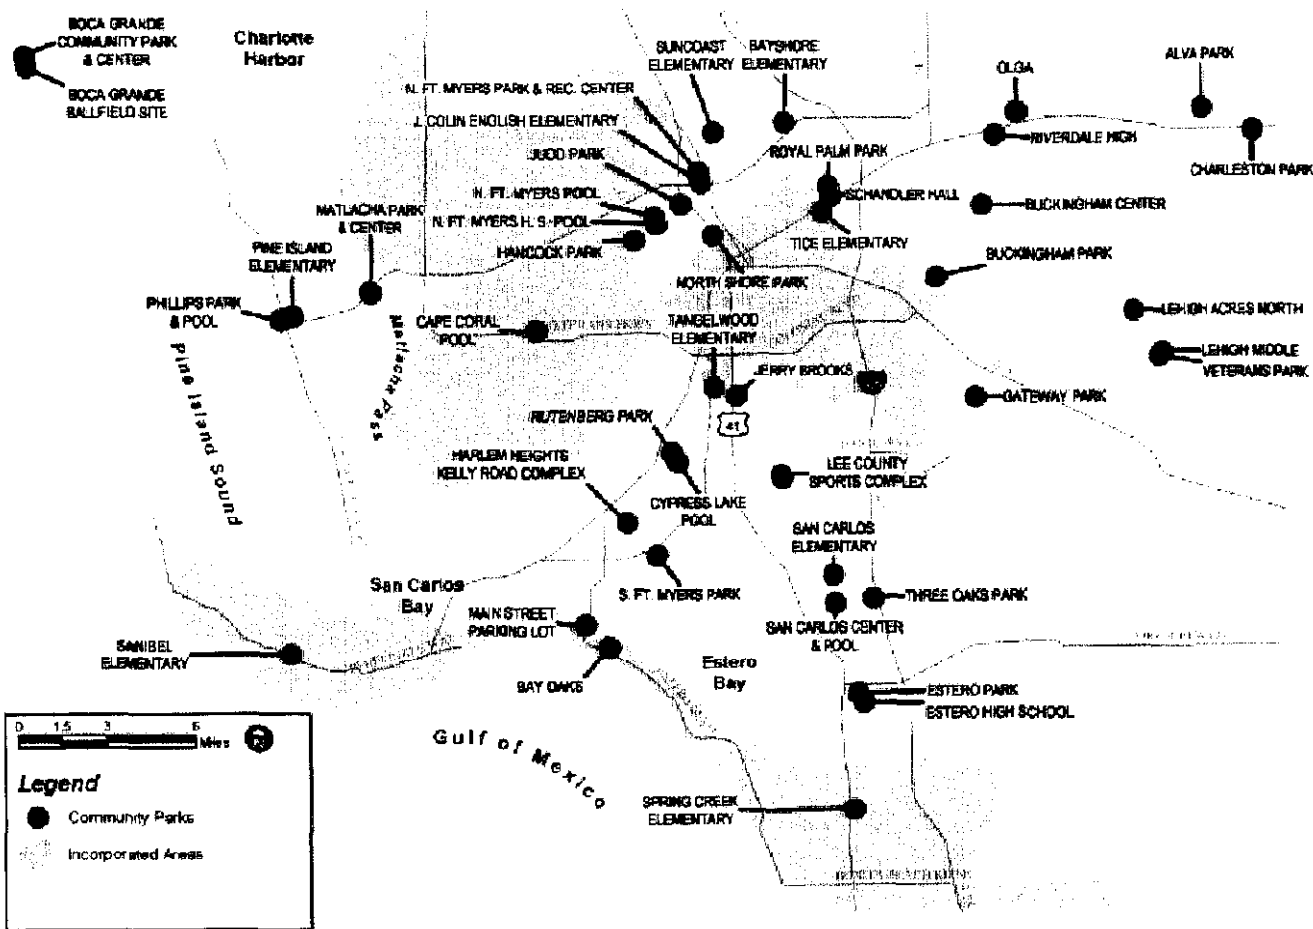 BOCA GRANDE
COMMUNITY PARK
& CENTER
BOCA GRANDE
BALLFIELD SITE
Charlotte
Harbor
SUNCOAST
ELEMENTARY
BAYSHORE
ELEMENTARY
ALVA PARK
OLGA
N. FT. MYERS PARK & REC. CENTER
J. COLIN ENGLISH ELEMENTARY
JUDD PARK
ROYAL PALM PARK
RIVERDALE HIGH
CHARLESTON PARK
N. FT. MYERS POOL
SCHANDLER HALL
BUCKINGHAM CENTER
MATLACHA PARK
& CENTER
N. FT. MYERS H. S. POOL
HANCOCK PARK
TICE ELEMENTARY
PINE ISLAND
ELEMENTARY
BUCKINGHAM PARK
NORTH SHORE PARK
PHILLIPS PARK
& POOL
LEHIGH ACRES NORTH
CAPE CORAL
POOL
TANGELWOOD
ELEMENTARY
Matlacha Pass
LEHIGH MIDDLE
VETERANS PARK
JERRY BROOKS
GATEWAY PARK
Pine Island Sound
41
RUTENBERG PARK
HARLEM HEIGHTS
KELLY ROAD COMPLEX
LEE COUNTY
SPORTS COMPLEX
CYPRESS LAKE
POOL
SAN CARLOS
ELEMENTARY
San Carlos
Bay
S. FT. MYERS PARK
THREE OAKS PARK
MAIN STREET
PARKING LOT
SAN CARLOS CENTER
& POOL
SANIBEL
ELEMENTARY
BAY OAKS
Estero
Bay
ESTERO PARK
ESTERO HIGH SCHOOL
Gulf of Mexico
SPRING CREEK
ELEMENTARY
0 1.5 3 6
Miles
Legend
Community Parks
Incorporated Areas